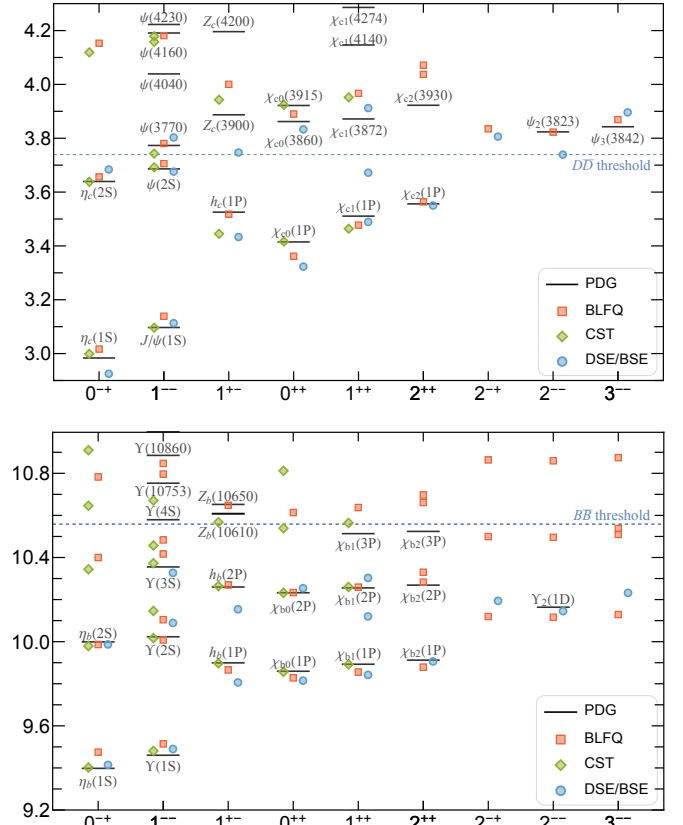 4.2
4.0
3.8
3.6
3.4
3.2
3.0
ψ(4230)
ψ(4160)
ψ(4040)
ψ(3770)
ψ(2S)
J/ψ(1S)
η_c(2S)
η_c(1S)
Z_c(4200)
Z_c(3900)
h_c(1P)
χ_c0(3915)
χ_c0(3860)
χ_c0(1P)
χ_c1(4274)
χ_c1(4140)
χ_c1(3872)
χ_c1(1P)
χ_c2(3930)
χ_c2(1P)
ψ_2(3823)
ψ_3(3842)
DD̄ threshold
PDG
BLFQ
CST
DSE/BSE
0⁻⁺ 1⁻⁻ 1⁺⁻ 0⁺⁺ 1⁺⁺ 2⁺⁺ 2⁻⁺ 2⁻⁻ 3⁻⁻
10.8
10.4
10.0
9.6
9.2
Υ(10860)
Υ(10753)
Υ(4S)
Υ(3S)
Υ(2S)
Υ(1S)
η_b(2S)
η_b(1S)
Z_b(10650)
Z_b(10610)
h_b(2P)
h_b(1P)
χ_b0(2P)
χ_b0(1P)
χ_b1(3P)
χ_b1(2P)
χ_b1(1P)
χ_b2(3P)
χ_b2(2P)
χ_b2(1P)
Υ_2(1D)
BB̄ threshold
PDG
BLFQ
CST
DSE/BSE
0⁻⁺ 1⁻⁻ 1⁺⁻ 0⁺⁺ 1⁺⁺ 2⁺⁺ 2⁻⁺ 2⁻⁻ 3⁻⁻